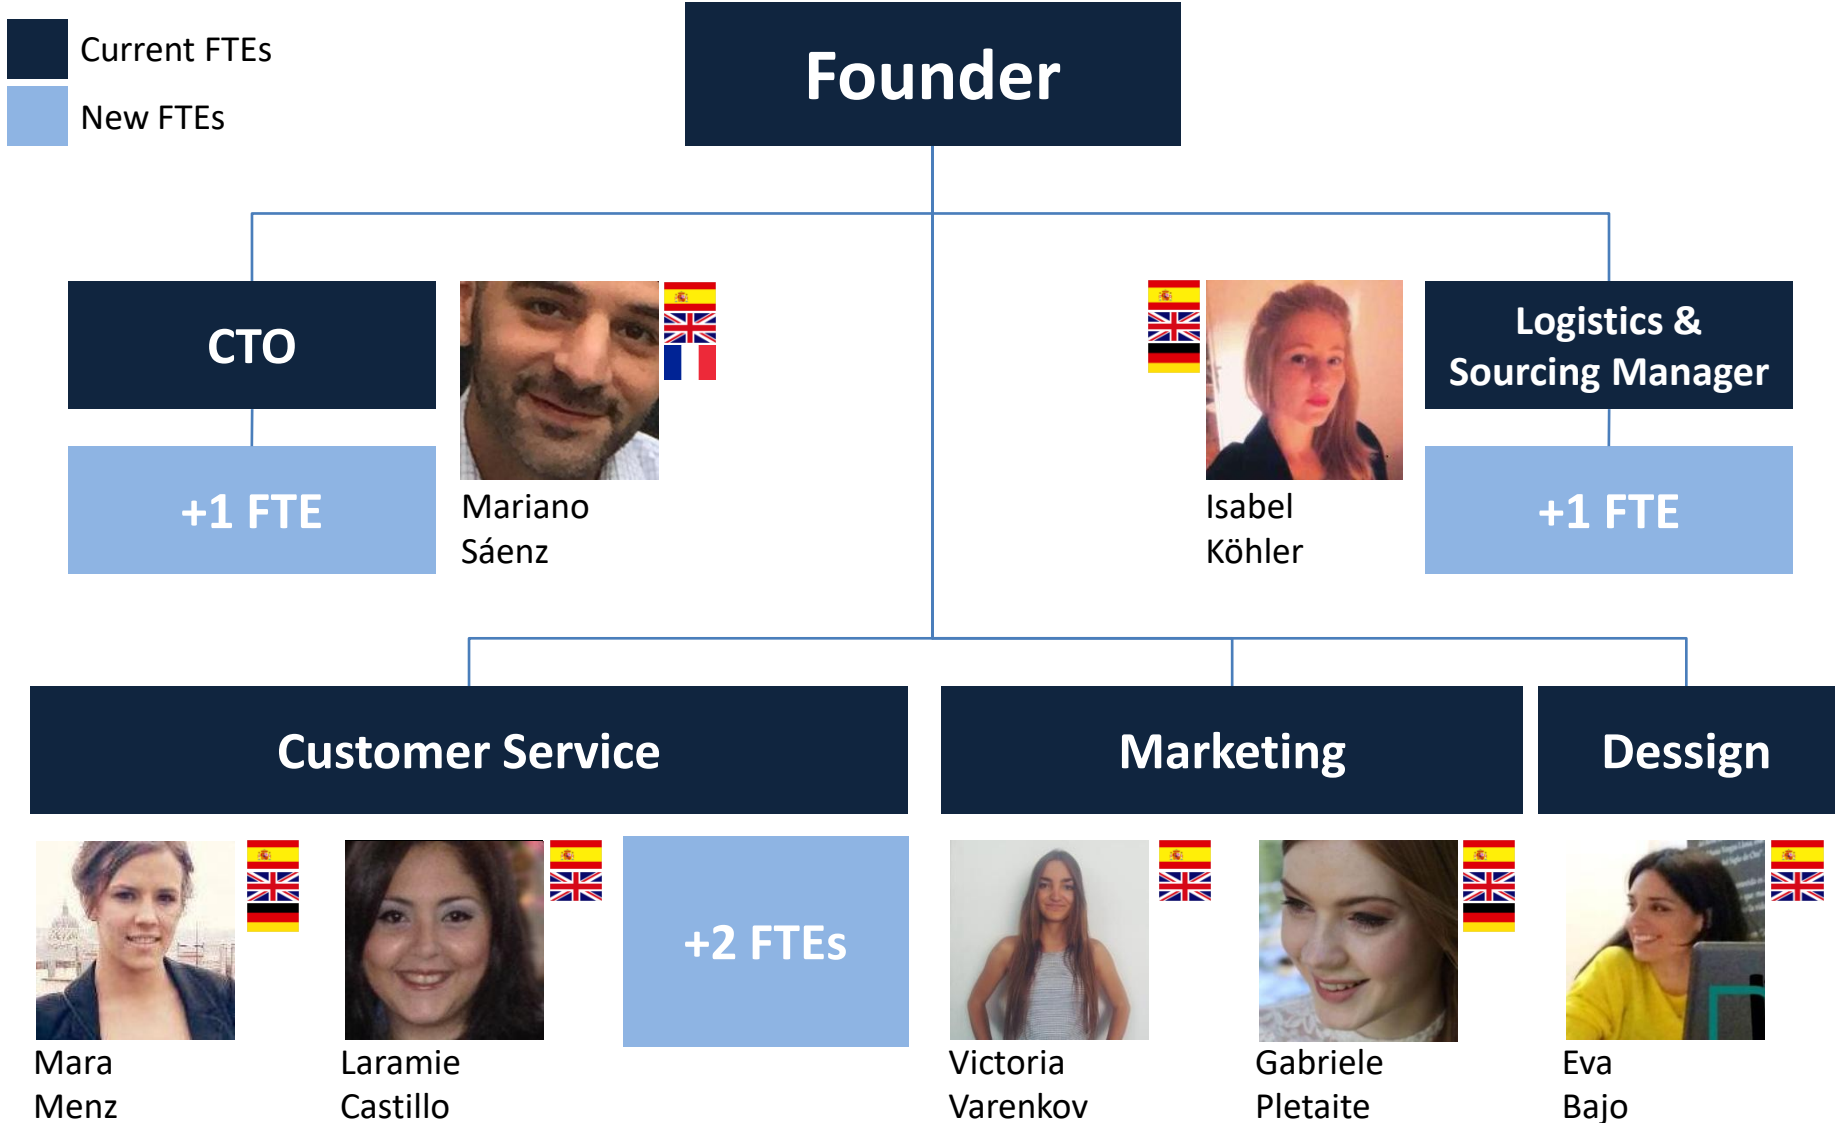 Current FTEs
New FTEs
Founder
CTO
+1 FTE
Mariano
Sáenz
Isabel
Köhler
Logistics &
Sourcing Manager
+1 FTE
Customer Service
Marketing
Dessign
+2 FTEs
Mara
Menz
Laramie
Castillo
Victoria
Varenkov
Gabriele
Pletaite
Eva
Bajo